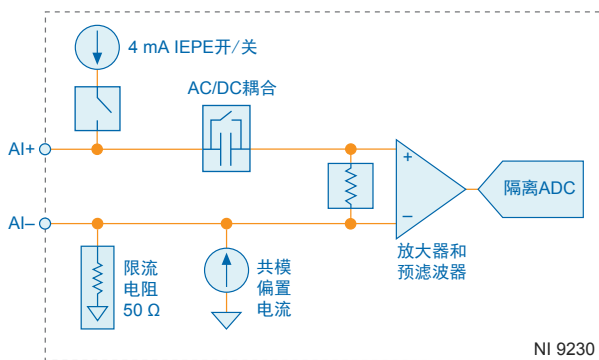 4 mA IEPE开/关
AC/DC耦合
AI+
+
隔离ADC
AI–
–
放大器和
预滤波器
限流
电阻
50 Ω
共模
偏置
电流
NI 9230